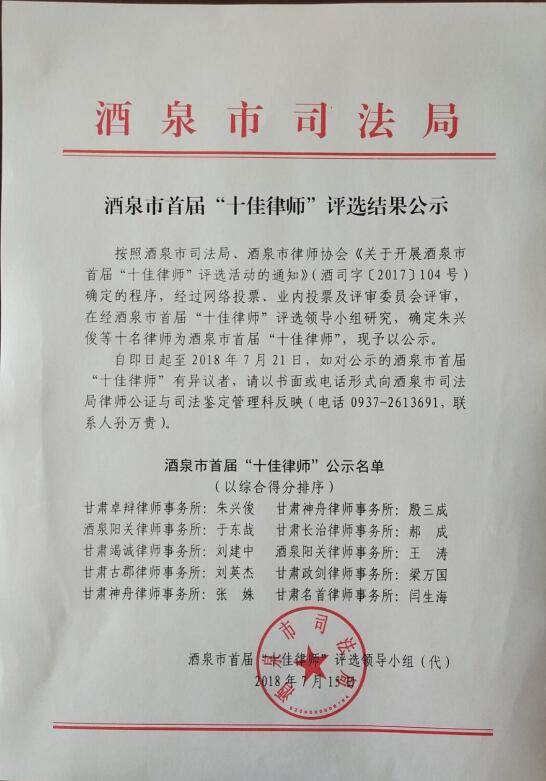 酒泉市司法局
酒泉市首届“十佳律师”评选结果公示
按照酒泉市司法局、酒泉市律师协会《关于开展酒泉市
首届“十佳律师”评选活动的通知》（酒司字〔2017〕104号）
确定的程序，经过网络投票、业内投票及评审委员会评审，
在经酒泉市首届“十佳律师”评选领导小组研究，确定朱兴
俊等十名律师为酒泉市首届“十佳律师”，现予以公示。
自即日起至2018年7月21日，如对公示的酒泉市首届
“十佳律师”有异议者，请以书面或电话形式向酒泉市司法
局律师公证与司法鉴定管理科反映（电话0937-2613691，联
系人孙万贵）。
酒泉市首届“十佳律师”公示名单
（以综合得分排序）
甘肃卓辩律师事务所：朱兴俊 甘肃神舟律师事务所：殷三成
酒泉阳关律师事务所：于东哉 甘肃长治律师事务所：郝 成
甘肃竭诚律师事务所：刘建中 酒泉阳关律师事务所：王 涛
甘肃古郡律师事务所：刘英杰 甘肃政剑律师事务所：梁万国
甘肃神舟律师事务所：张 姝 甘肃名首律师事务所：闫生海
酒泉市首届“十佳律师”评选领导小组（代）
2018年7月15日
酒泉市司法局